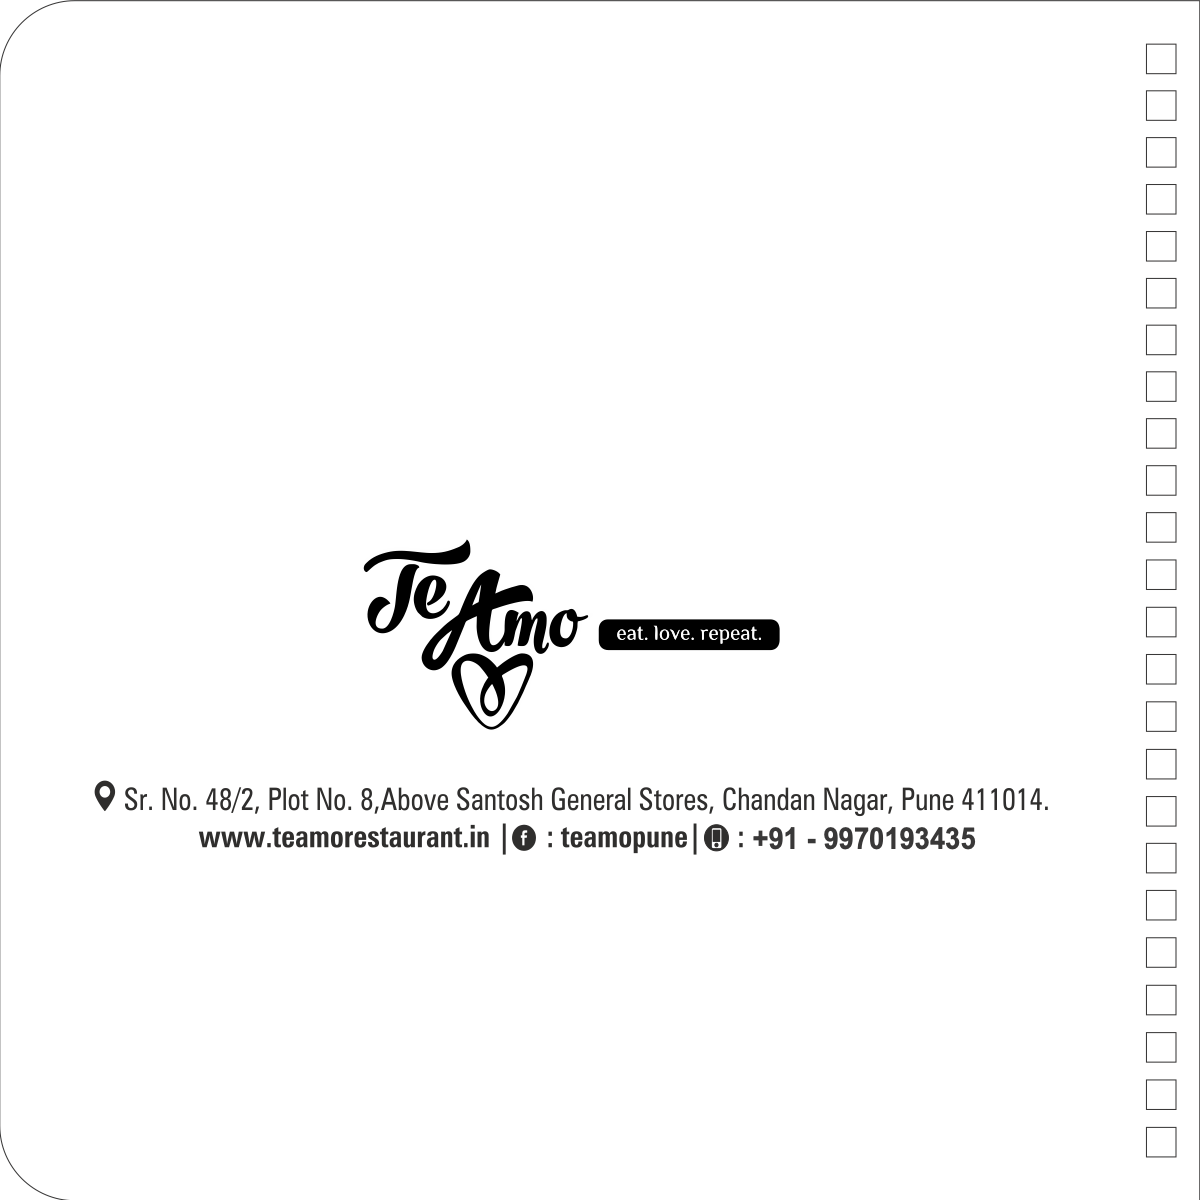 Te Amo
eat. love. repeat.
Sr. No. 48/2, Plot No. 8,Above Santosh General Stores, Chandan Nagar, Pune 411014.
www.teamorestaurant.in | f : teamopune | : +91 - 9970193435